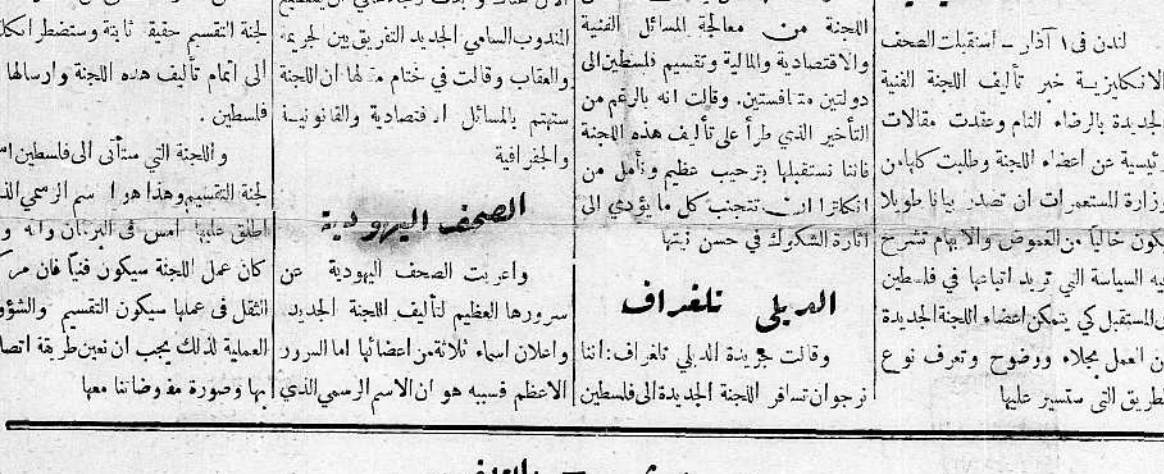 لندن في ١ آذار ــ استقبلت الصحف
الانكليزية خبر تأليف اللجنة الفنية
الجديدة بالرضاء التام وعقدت مقالات
رئيسية عن اعضاء اللجنة وطلبت كلها من
وزارة المستعمرات ان تصدر بيانا طويلا
يكون خاليا من الغموض والابهام تشرح
فيه السياسة التي تريد اتباعها في فلسطين
في المستقبل كي يتمكن اعضاء اللجنة الجديدة
من العمل بجلاء ووضوح وتعرف نوع
الطريق التي ستسير عليها
اللجنة من معالجة المسائل الفنية
والاقتصادية والمالية وتقسيم فلسطين الى
دولتين متنافستين. وقالت انه بالرغم من
التأخير الذي طرأ على تأليف هذه اللجنة
فاننا نستقبلها بترحيب عظيم ونأمل من
انكلترا ان تتجنب كل ما يؤدي الى
اثارة الشكوك في حسن نيتها
الديلي تلغراف
وقالت جريدة الديلي تلغراف: اننا
نرجو ان تسافر اللجنة الجديدة الى فلسطين
المندوب السامي الجديد التفريق بين الجريمة
والعقاب وقالت في ختام مقالها ان اللجنة
ستهتم بالمسائل الاقتصادية والقانونية
والجغرافية
الصحف اليهودية
واعربت الصحف اليهودية عن
سرورها العظيم لتأليف اللجنة الجديدة
واعلان اسماء ثلاثة من اعضائها اما السرور
الاعظم فسببه هو ان الاسم الرسمي الذي
لجنة التقسيم حقيقة ثابتة وستضطر انكلترا
الى اتمام تأليف هذه اللجنة وارسالها
فلسطين .
واللجنة التي ستأتى الى فلسطين
لجنة التقسيم وهذا هو الاسم الرسمي الذي
اطلق عليها امس في البرلمان وانه
كان عمل اللجنة سيكون فنيا فان مركز
الثقل في عملها سيكون التقسيم والشؤون
العملية لذلك يجب ان نعين طريقة اتصالنا
بها وصورة مفاوضاتنا معها